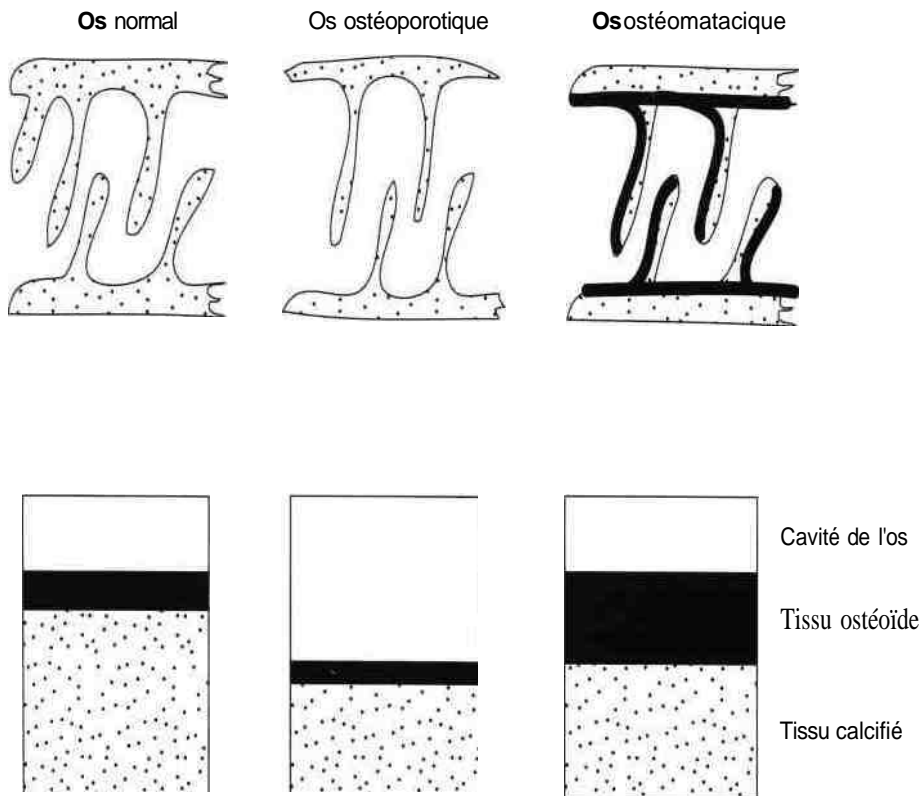 Os normal
Os ostéoporotique
Os ostéomatacique
Cavité de l'os
Tissu ostéoïde
Tissu calcifié